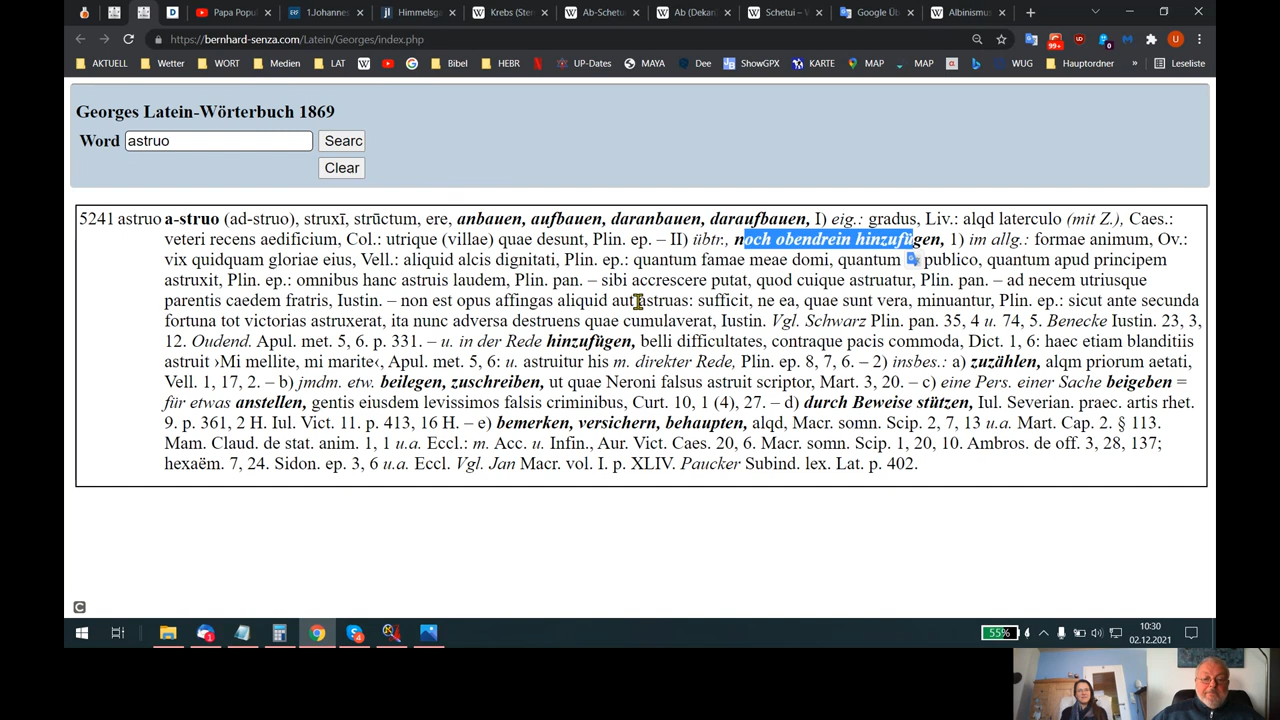 Papa Popul
1.Johannes
Himmelsga
Krebs (Ster
Ab-Schetui
Ab (Dekan
Schetui – W
Google Üb
Albinismus
https://bernhard-senza.com/Latein/Georges/index.php
99+
0
U
AKTUELL
Wetter
WORT
Medien
LAT
Bibel
HEBR
UP-Dates
MAYA
Dee
ShowGPX
KARTE
MAP
MAP
WUG
Hauptordner
»
Leseliste
Georges Latein-Wörterbuch 1869
Word astruo Searc
Clear
5241 astruo a-struo (ad-struo), struxī, strūctum, ere, anbauen, aufbauen, daranbauen, daraufbauen, I) eig.: gradus, Liv.: alqd laterculo (mit Z.), Caes.:
veteri recens aedificium, Col.: utrique (villae) quae desunt, Plin. ep. – II) übtr., noch obendrein hinzufügen, 1) im allg.: formae animum, Ov.:
vix quidquam gloriae eius, Vell.: aliquid alcis dignitati, Plin. ep.: quantum famae meae domi, quantum publico, quantum apud principem
astruxit, Plin. ep.: omnibus hanc astruis laudem, Plin. pan. – sibi accrescere putat, quod cuique astruatur, Plin. pan. – ad necem utriusque
parentis caedem fratris, Iustin. – non est opus affingas aliquid aut astruas: sufficit, ne ea, quae sunt vera, minuantur, Plin. ep.: sicut ante secunda
fortuna tot victorias astruxerat, ita nunc adversa destruens quae cumulaverat, Iustin. Vgl. Schwarz Plin. pan. 35, 4 u. 74, 5. Benecke Iustin. 23, 3,
12. Oudend. Apul. met. 5, 6. p. 331. – u. in der Rede hinzufügen, belli difficultates, contraque pacis commoda, Dict. 1, 6: haec etiam blanditiis
astruit ›Mi mellite, mi marite‹, Apul. met. 5, 6: u. astruitur his m. direkter Rede, Plin. ep. 8, 7, 6. – 2) insbes.: a) zuzählen, alqm priorum aetati,
Vell. 1, 17, 2. – b) jmdm. etw. beilegen, zuschreiben, ut quae Neroni falsus astruit scriptor, Mart. 3, 20. – c) eine Pers. einer Sache beigeben =
für etwas anstellen, gentis eiusdem levissimos falsis criminibus, Curt. 10, 1 (4), 27. – d) durch Beweise stützen, Iul. Severian. praec. artis rhet.
9. p. 361, 2 H. Iul. Vict. 11. p. 413, 16 H. – e) bemerken, versichern, behaupten, alqd, Macr. somn. Scip. 2, 7, 13 u.a. Mart. Cap. 2. § 113.
Mam. Claud. de stat. anim. 1, 1 u.a. Eccl.: m. Acc. u. Infin., Aur. Vict. Caes. 20, 6. Macr. somn. Scip. 1, 20, 10. Ambros. de off. 3, 28, 137;
hexaëm. 7, 24. Sidon. ep. 3, 6 u.a. Eccl. Vgl. Jan Macr. vol. I. p. XLIV. Paucker Subind. lex. Lat. p. 402.
55%
10:30
02.12.2021